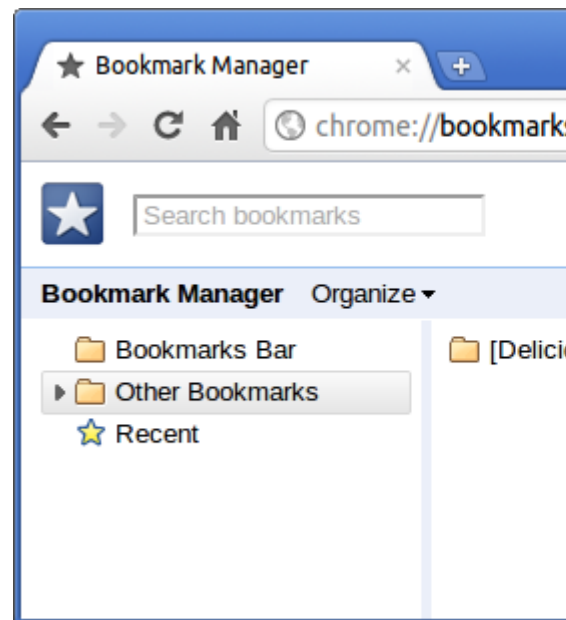 Bookmark Manager
chrome://bookmarks
Search bookmarks
Bookmark Manager Organize
Bookmarks Bar
[Delici
Other Bookmarks
Recent